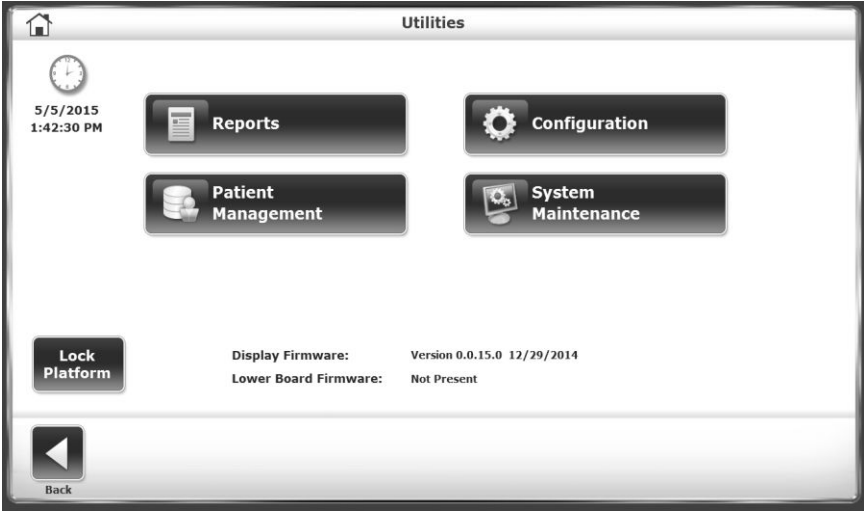 Utilities
5/5/2015
1:42:30 PM
Reports
Configuration
Patient
Management
System
Maintenance
Lock
Platform
Display Firmware: Version 0.0.15.0 12/29/2014
Lower Board Firmware: Not Present
Back